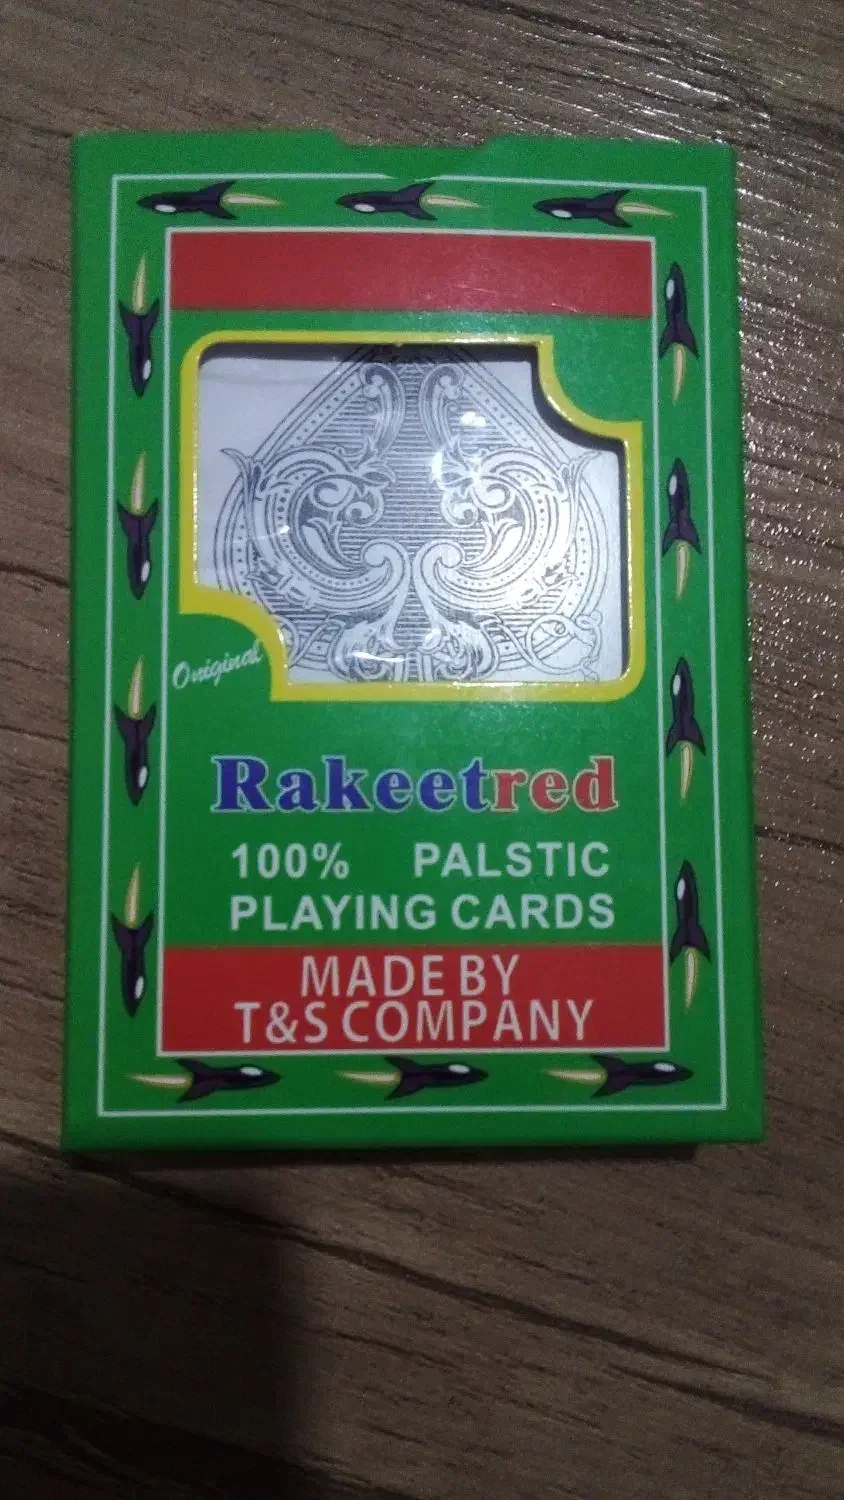 Original
Rakeetred
100% PALSTIC
PLAYING CARDS
MADE BY
T&S COMPANY